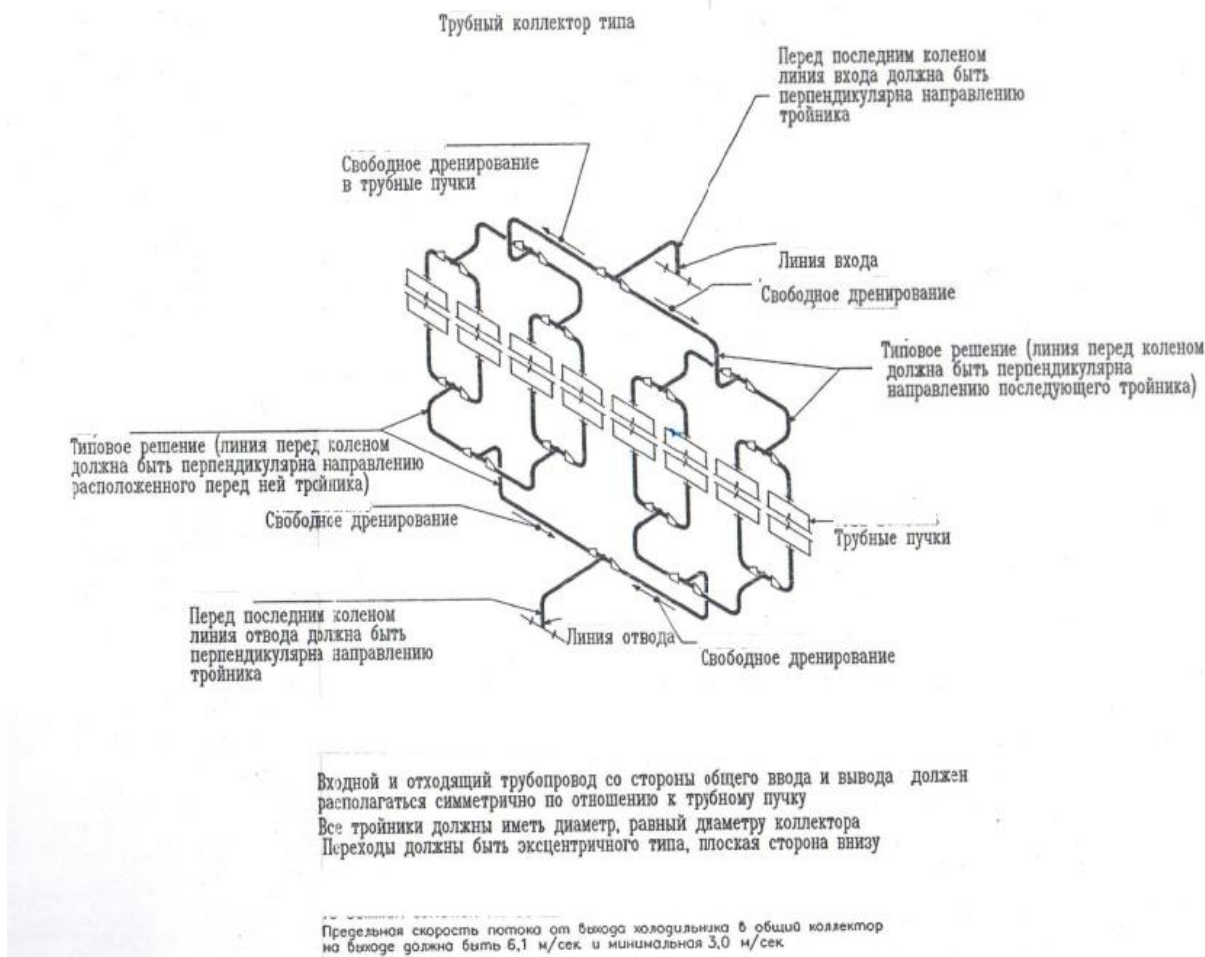 Трубный коллектор типа
Перед последним коленом
линия входа должна быть
перпендикулярна направлению
тройника
Свободное дренирование
в трубные пучки
Линия входа
Свободное дренирование
Типовое решение (линия перед коленом
должна быть перпендикулярна
направлению последующего тройника)
Типовое решение (линия перед коленом
должна быть перпендикулярна направлению
расположенного перед ней тройника)
Свободное дренирование
Трубные пучки
Перед последним коленом
линия отвода должна быть
перпендикулярна направлению
тройника
Линия отвода
Свободное дренирование
Входной и отходящий трубопровод со стороны общего ввода и вывода должен
располагаться симметрично по отношению к трубному пучку
Все тройники должны иметь диаметр, равный диаметру коллектора
Переходы должны быть эксцентричного типа, плоская сторона внизу
Предельная скорость потока от выхода холодильника в общий коллектор
на выходе должна быть 6,1 м/сек и минимальная 3,0 м/сек